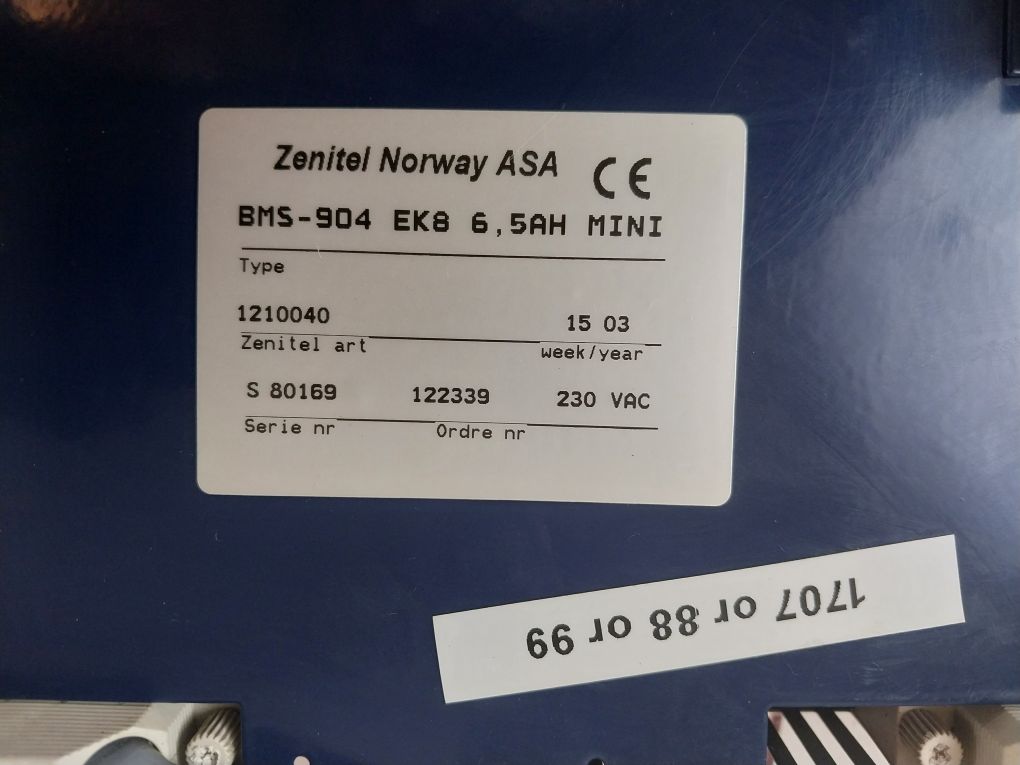 Zenitel Norway ASA CE
BMS-904 EK8 6,5AH MINI
Type
1210040 15 03
Zenitel art week/year
S 80169 122339 230 VAC
Serie nr Ordre nr
1707 or 88 or 99